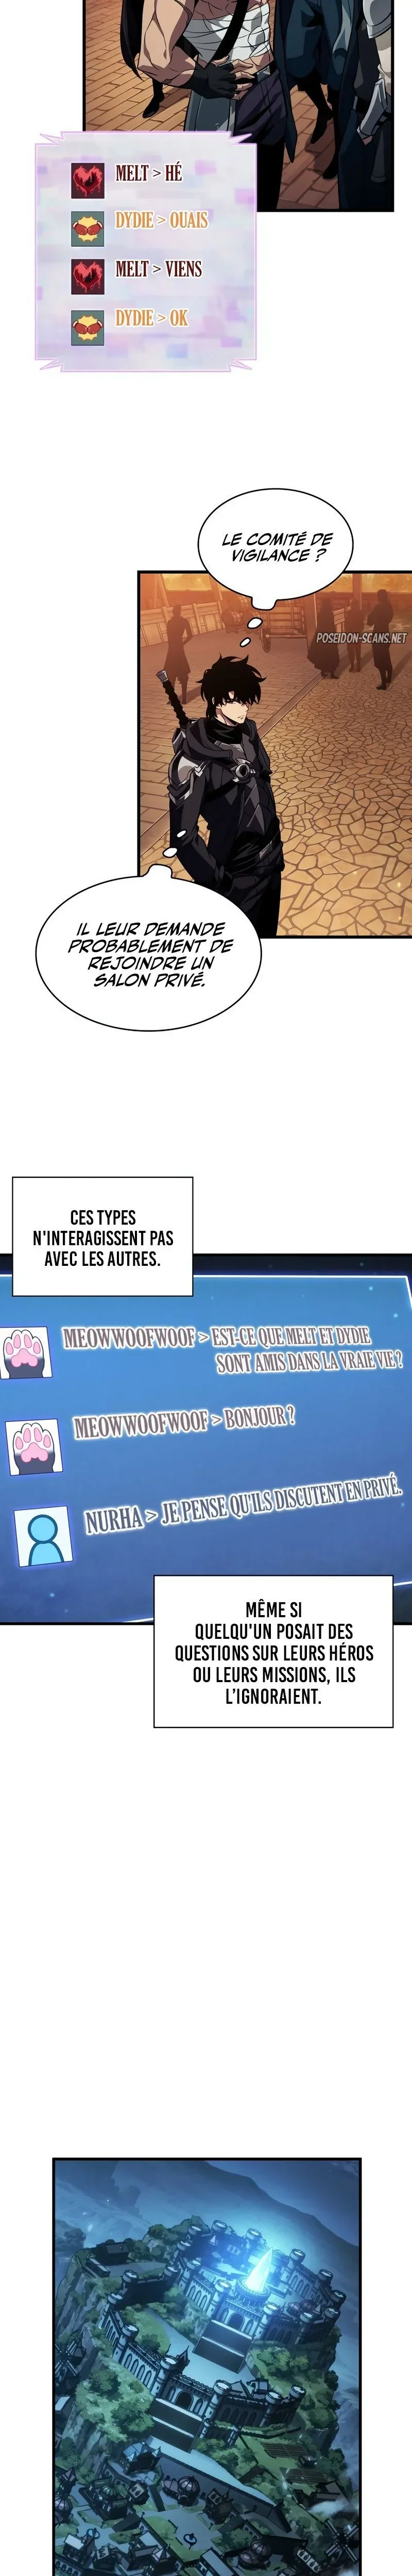 MELT > HÉ
DYDIE > OUAIS
MELT > VIENS
DYDIE > OK
LE COMITÉ DE
VIGILANCE ?
POSEIDON-SCANS.NET
IL LEUR DEMANDE
PROBABLEMENT DE
REJOINDRE UN
SALON PRIVÉ.
CES TYPES
N'INTERAGISSENT PAS
AVEC LES AUTRES.
MEOWWOOFWOOF > EST-CE QUE MELT ET DYDIE
SONT AMIS DANS LA VRAIE VIE ?
MEOWWOOFWOOF > BONJOUR ?
NURHA > JE PENSE QU'ILS DISCUTENT EN PRIVÉ.
MÊME SI
QUELQU'UN POSAIT DES
QUESTIONS SUR LEURS HÉROS
OU LEURS MISSIONS, ILS
L'IGNORAIENT.